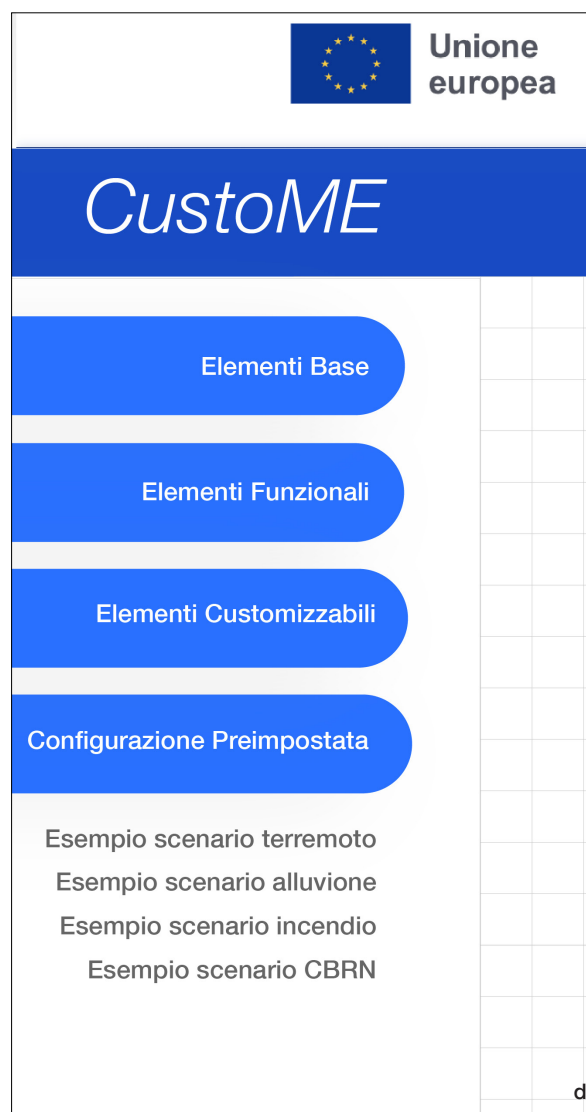 Unione
europea
CustoME
Elementi Base
Elementi Funzionali
Elementi Customizzabili
Configurazione Preimpostata
Esempio scenario terremoto
Esempio scenario alluvione
Esempio scenario incendio
Esempio scenario CBRN
d